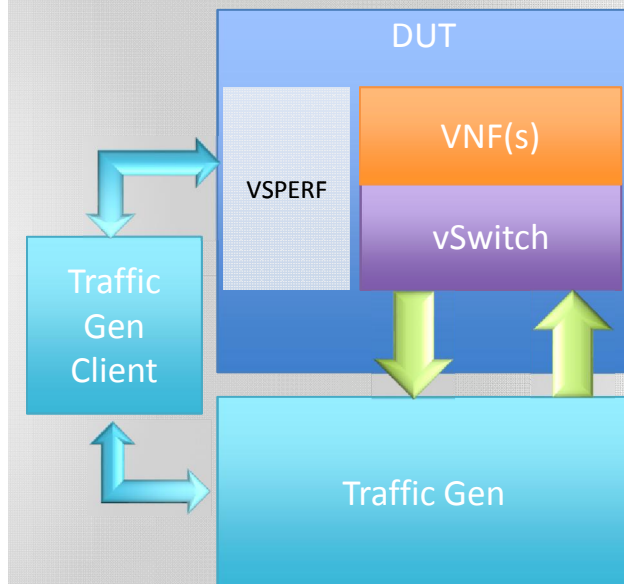 DUT
VNF(s)
VSPERF
vSwitch
Traffic
Gen
Client
Traffic Gen